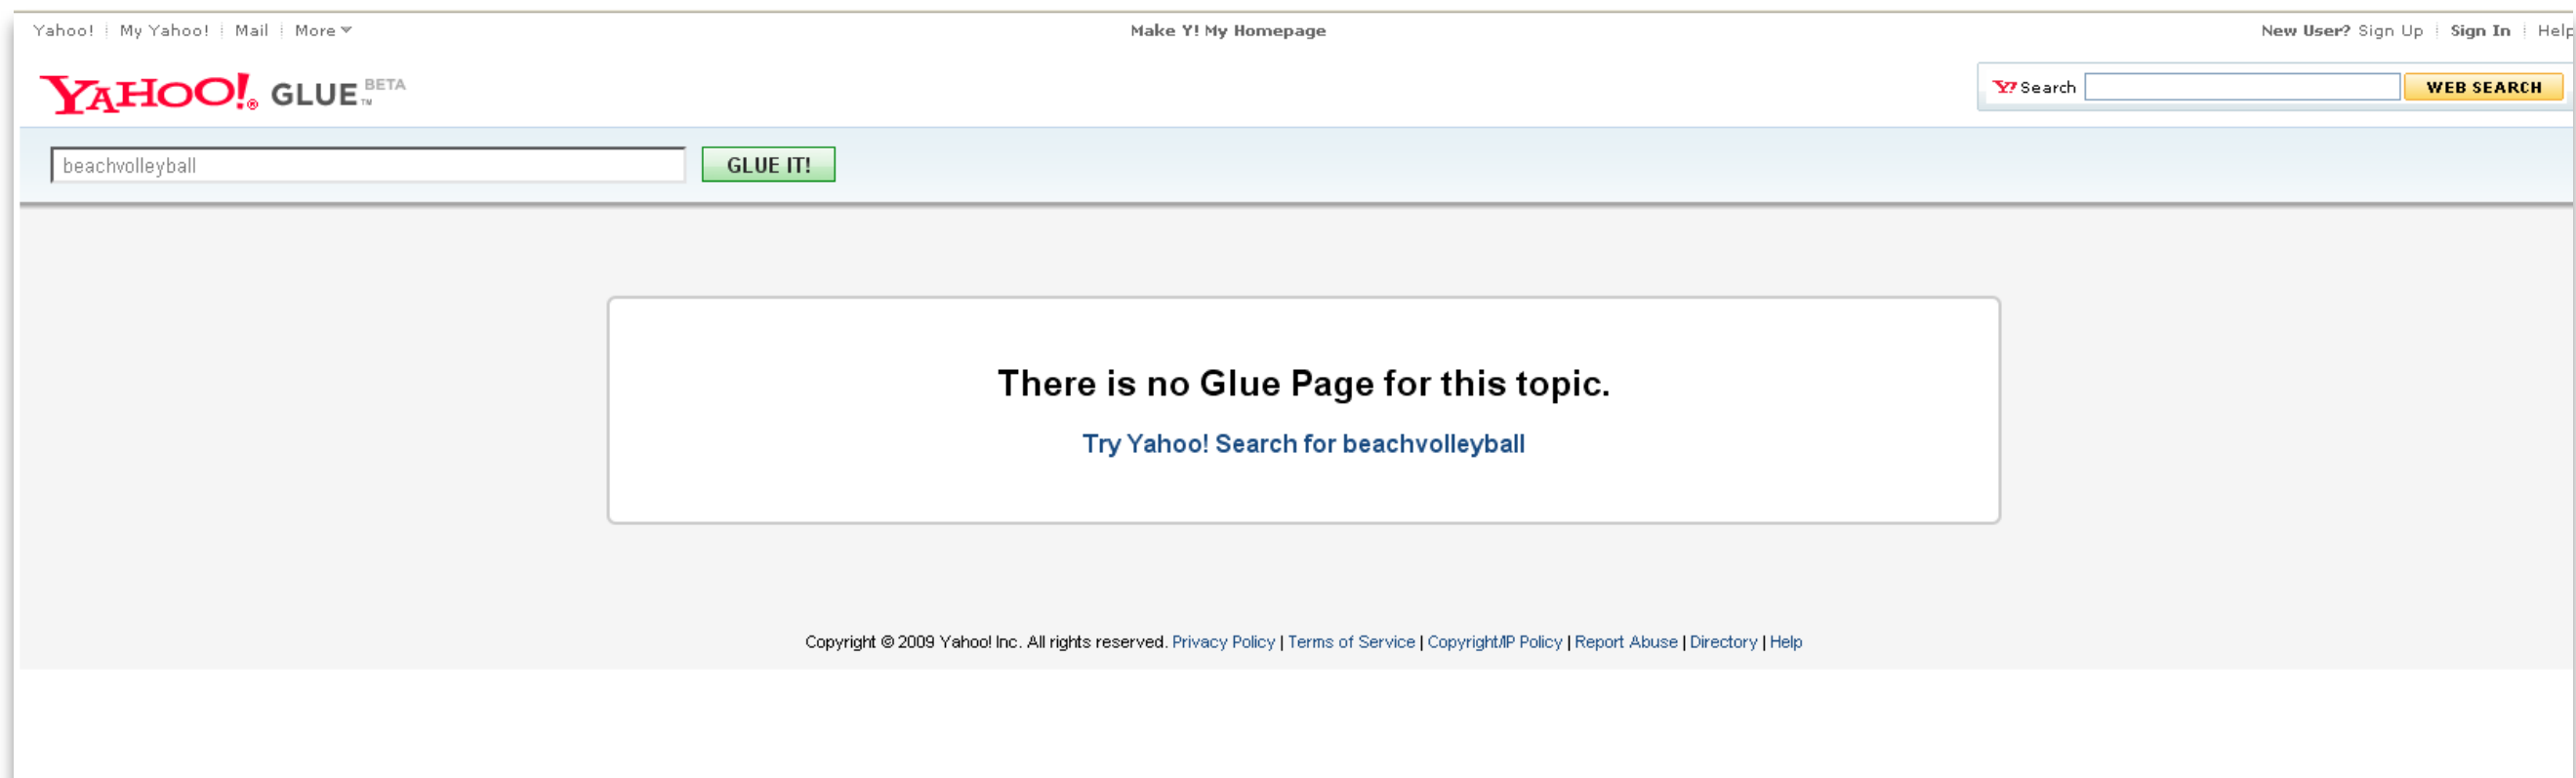 Yahoo! My Yahoo! Mail More Make Y! My Homepage New User? Sign Up Sign In Help
YAHOO!® GLUE BETA ™ Y! Search WEB SEARCH
beachvolleyball GLUE IT!
There is no Glue Page for this topic.
Try Yahoo! Search for beachvolleyball
Copyright © 2009 Yahoo! Inc. All rights reserved. Privacy Policy | Terms of Service | Copyright/IP Policy | Report Abuse | Directory | Help